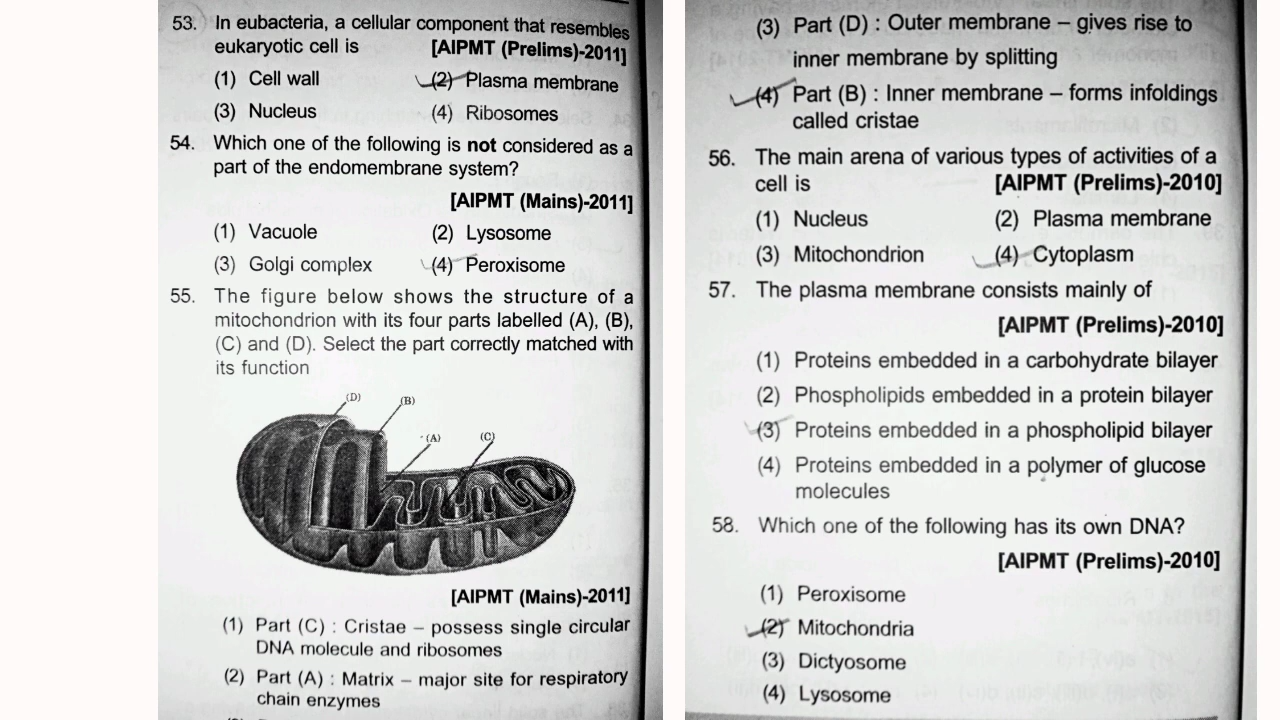 53. In eubacteria, a cellular component that resembles
eukaryotic cell is [AIPMT (Prelims)-2011]
(1) Cell wall (2) Plasma membrane
(3) Nucleus (4) Ribosomes
54. Which one of the following is not considered as a
part of the endomembrane system?
[AIPMT (Mains)-2011]
(1) Vacuole (2) Lysosome
(3) Golgi complex (4) Peroxisome
55. The figure below shows the structure of a
mitochondrion with its four parts labelled (A), (B),
(C) and (D). Select the part correctly matched with
its function
(D)
(B)
(A)
(C)
[AIPMT (Mains)-2011]
(1) Part (C) : Cristae – possess single circular
DNA molecule and ribosomes
(2) Part (A) : Matrix – major site for respiratory
chain enzymes
(3) Part (D) : Outer membrane – gives rise to
inner membrane by splitting
(4) Part (B) : Inner membrane – forms infoldings
called cristae
56. The main arena of various types of activities of a
cell is [AIPMT (Prelims)-2010]
(1) Nucleus (2) Plasma membrane
(3) Mitochondrion (4) Cytoplasm
57. The plasma membrane consists mainly of
[AIPMT (Prelims)-2010]
(1) Proteins embedded in a carbohydrate bilayer
(2) Phospholipids embedded in a protein bilayer
(3) Proteins embedded in a phospholipid bilayer
(4) Proteins embedded in a polymer of glucose
molecules
58. Which one of the following has its own DNA?
[AIPMT (Prelims)-2010]
(1) Peroxisome
(2) Mitochondria
(3) Dictyosome
(4) Lysosome